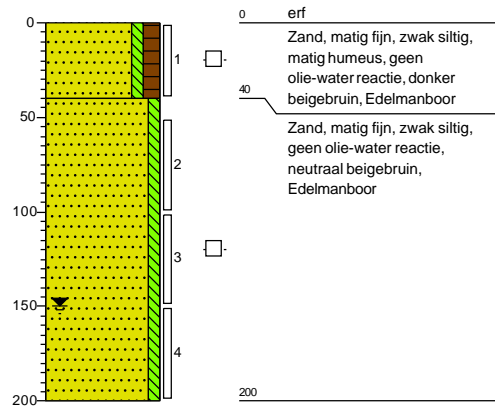 0
50
100
150
200
1
2
3
4
0
erf
Zand, matig fijn, zwak siltig,
matig humeus, geen
olie-water reactie, donker
beigebruin, Edelmanboor
40
Zand, matig fijn, zwak siltig,
geen olie-water reactie,
neutraal beigebruin,
Edelmanboor
200